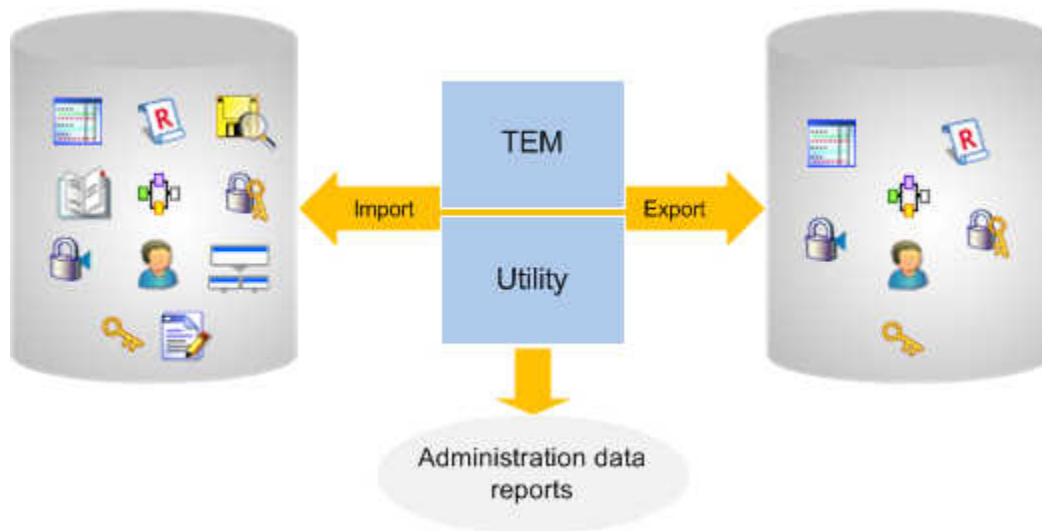 R
R
TEM
Import
Export
Utility
Administration data
reports